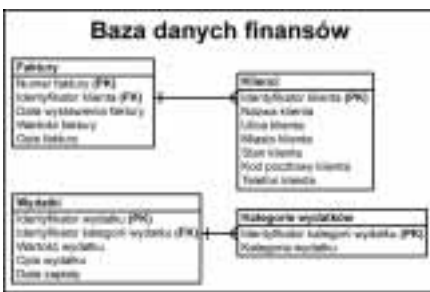 Baza danych finansów
Faktury
Numer faktury (PK)
Identyfikator klienta (FK)
Data wystawienia faktury
Wartość faktury
Opis faktury
Klienci
Identyfikator klienta (PK)
Nazwa klienta
Ulica klienta
Miasto klienta
Stan klienta
Kod pocztowy klienta
Telefon klienta
Wydatki
Identyfikator wydatku (PK)
Identyfikator kategorii wydatku (FK)
Wartość wydatku
Opis wydatku
Data zapłaty
Kategorie wydatków
Identyfikator kategorii wydatku (PK)
Kategoria wydatku